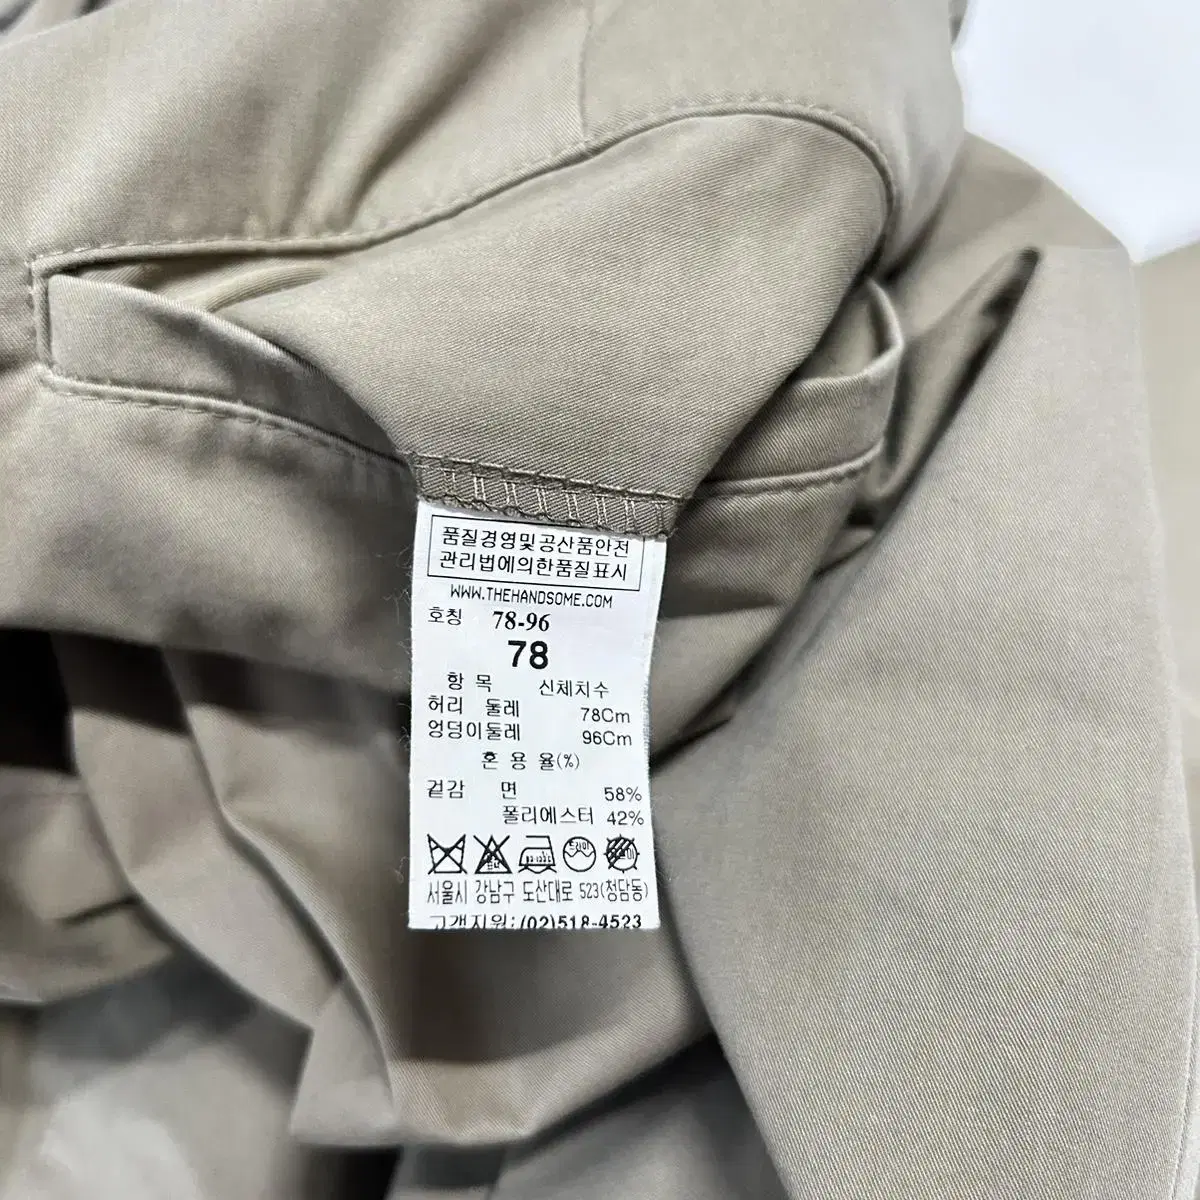 품질경영및공산품안전
관리법에의한품질표시
WWW.THEHANDSOME.COM
호칭 78-96
78
항 목 신체치수
허리 둘레 78Cm
엉덩이둘레 96Cm
혼 용 율(%)
겉감 면 58%
폴리에스터 42%
드라이
서울시 강남구 도산대로 523(청담동)
고객지원:(02)518-4523